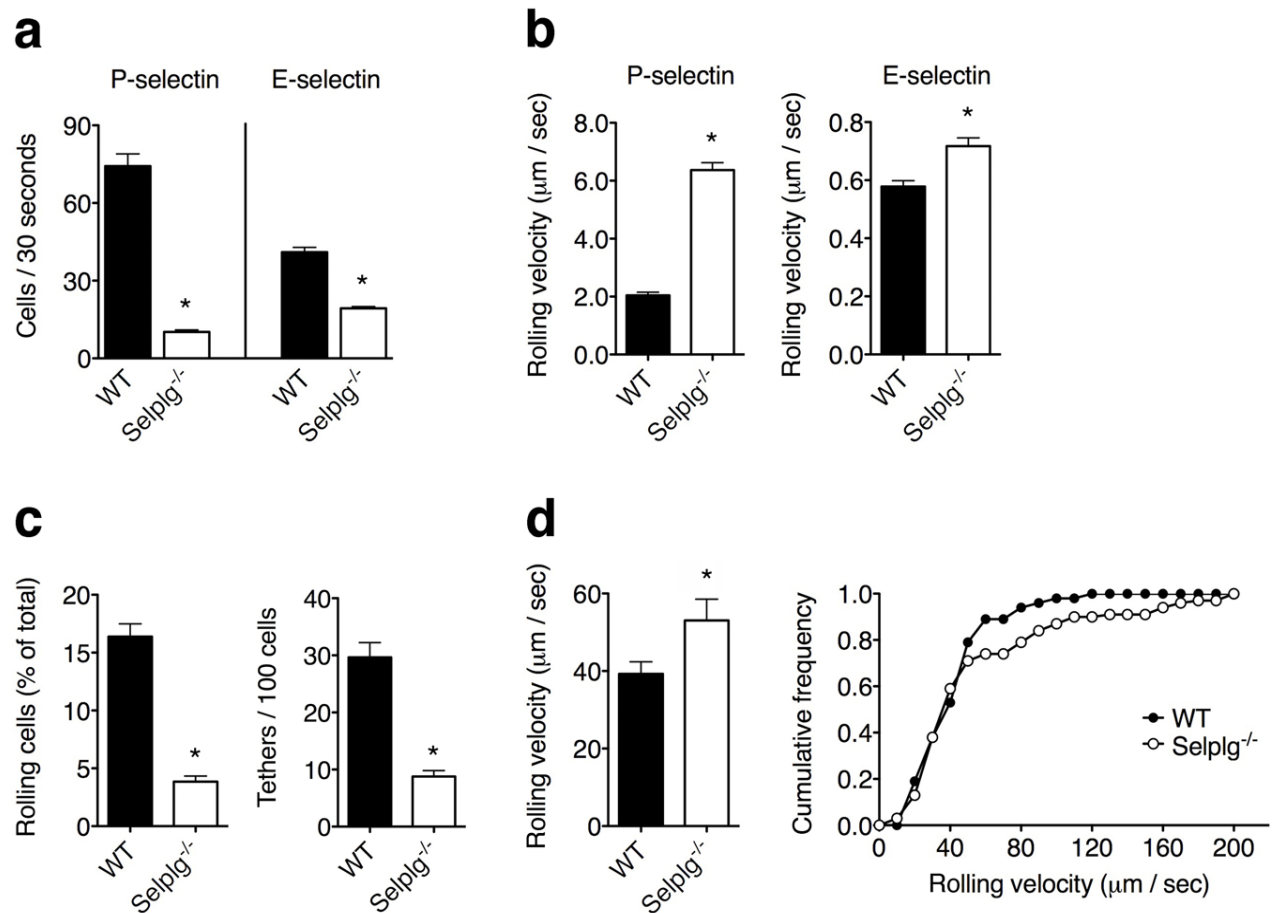 a
P-selectin E-selectin
Cells / 30 seconds
90
60
30
0
WT Selplg-/- WT Selplg-/-
*
*
b
P-selectin
Rolling velocity (μm / sec)
8.0
6.0
4.0
2.0
0.0
*
WT Selplg-/-
E-selectin
Rolling velocity (μm / sec)
0.8
0.6
0.4
0.2
0.0
*
WT Selplg-/-
c
Rolling cells (% of total)
20
15
10
5
0
*
WT Selplg-/-
Tethers / 100 cells
40
30
20
10
0
*
WT Selplg-/-
d
Rolling velocity (μm / sec)
60
40
20
0
*
WT Selplg-/-
Cumulative frequency
1.0
0.8
0.6
0.4
0.2
0.0
WT
Selplg-/-
0 40 80 120 160 200
Rolling velocity (μm / sec)